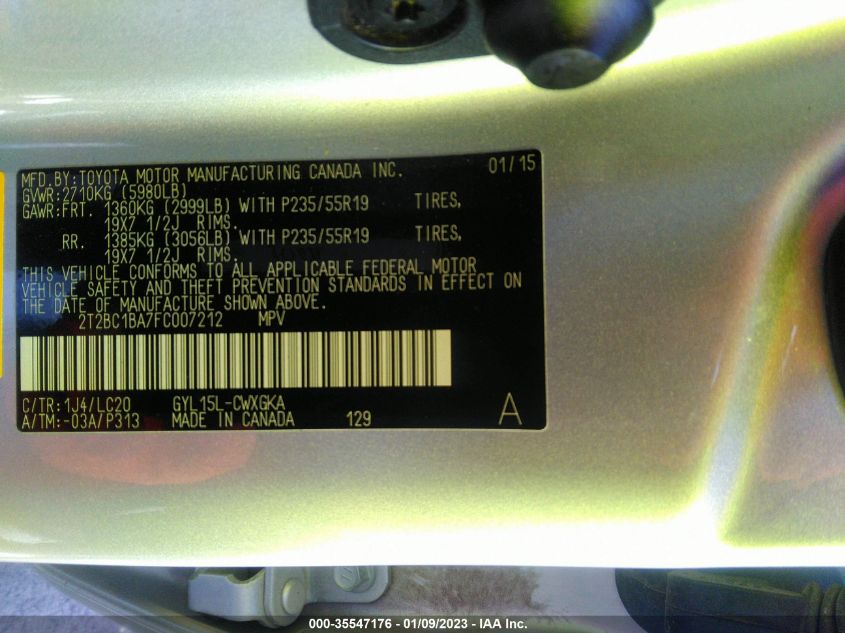 MFD.BY:TOYOTA MOTOR MANUFACTURING CANADA INC. 01/15
GVWR:2710KG (5980LB)
GAWR:FRT. 1360KG (2999LB) WITH P235/55R19 TIRES,
19X7 1/2J RIMS.
RR. 1385KG (3056LB) WITH P235/55R19 TIRES,
19X7 1/2J RIMS.
THIS VEHICLE CONFORMS TO ALL APPLICABLE FEDERAL MOTOR
VEHICLE SAFETY AND THEFT PREVENTION STANDARDS IN EFFECT ON
THE DATE OF MANUFACTURE SHOWN ABOVE.
2T2BC1BA7FC007212 MPV
C/TR:1J4/LC20 GYL15L-CWXGKA
A/TM:-03A/P313 MADE IN CANADA 129 A
000-35547176 - 01/09/2023 - IAA Inc.